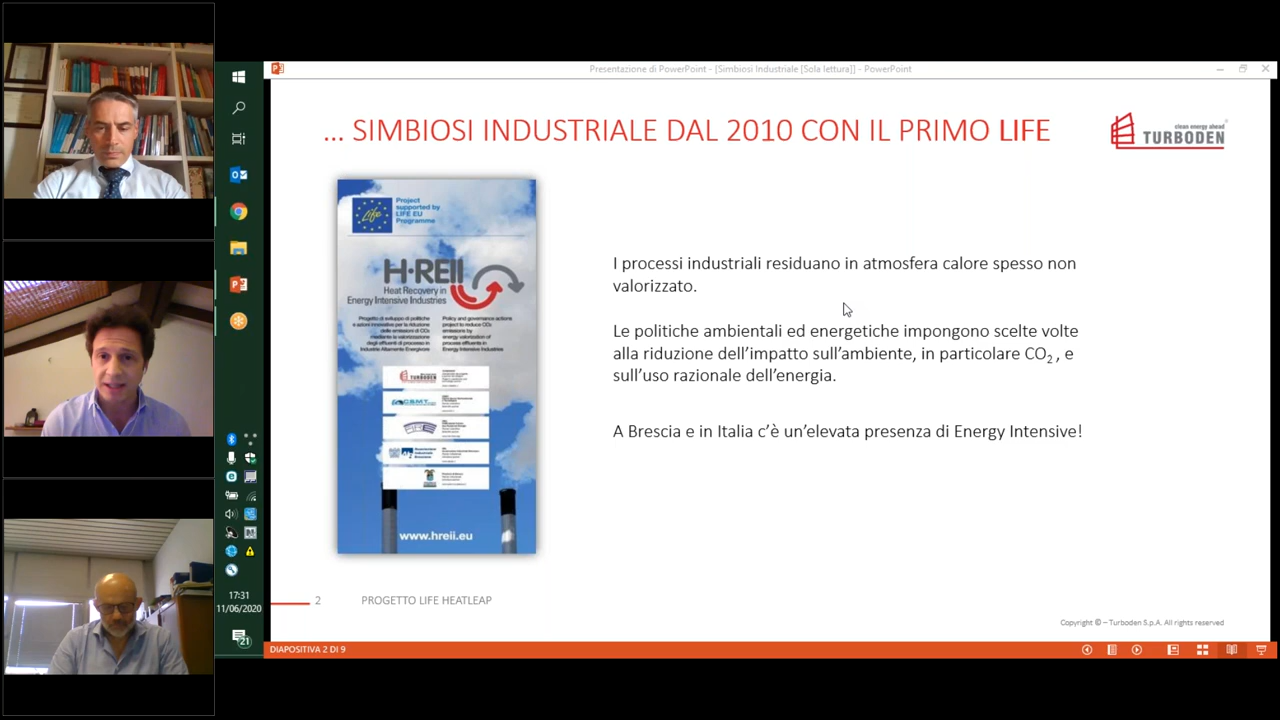 Presentazione di PowerPoint - [Simbiosi Industriale [Sola lettura]] - PowerPoint
... SIMBIOSI INDUSTRIALE DAL 2010 CON IL PRIMO LIFE
clean energy ahead
TURBODEN
Project
supported by
LIFE EU
Programme
Life
H-REII
Heat Recovery in
Energy Intensive Industries
Progetto di sviluppo di politiche
e azioni innovative per la riduzione
delle emissioni di CO₂
mediante la valorizzazione
degli effluenti di processo in
Industrie Altamente Energivore
Policy and governance actions
project to reduce CO₂
emissions by
energy valorization of
process effluents in
Energy Intensive Industries
TURBODEN
CSMT
www.hreii.eu
I processi industriali residuano in atmosfera calore spesso non
valorizzato.
Le politiche ambientali ed energetiche impongono scelte volte
alla riduzione dell'impatto sull'ambiente, in particolare CO₂ , e
sull'uso razionale dell'energia.
A Brescia e in Italia c'è un'elevata presenza di Energy Intensive!
2 PROGETTO LIFE HEATLEAP
Copyright © – Turboden S.p.A. All rights reserved
DIAPOSITIVA 2 DI 9
17:31
11/06/2020
21